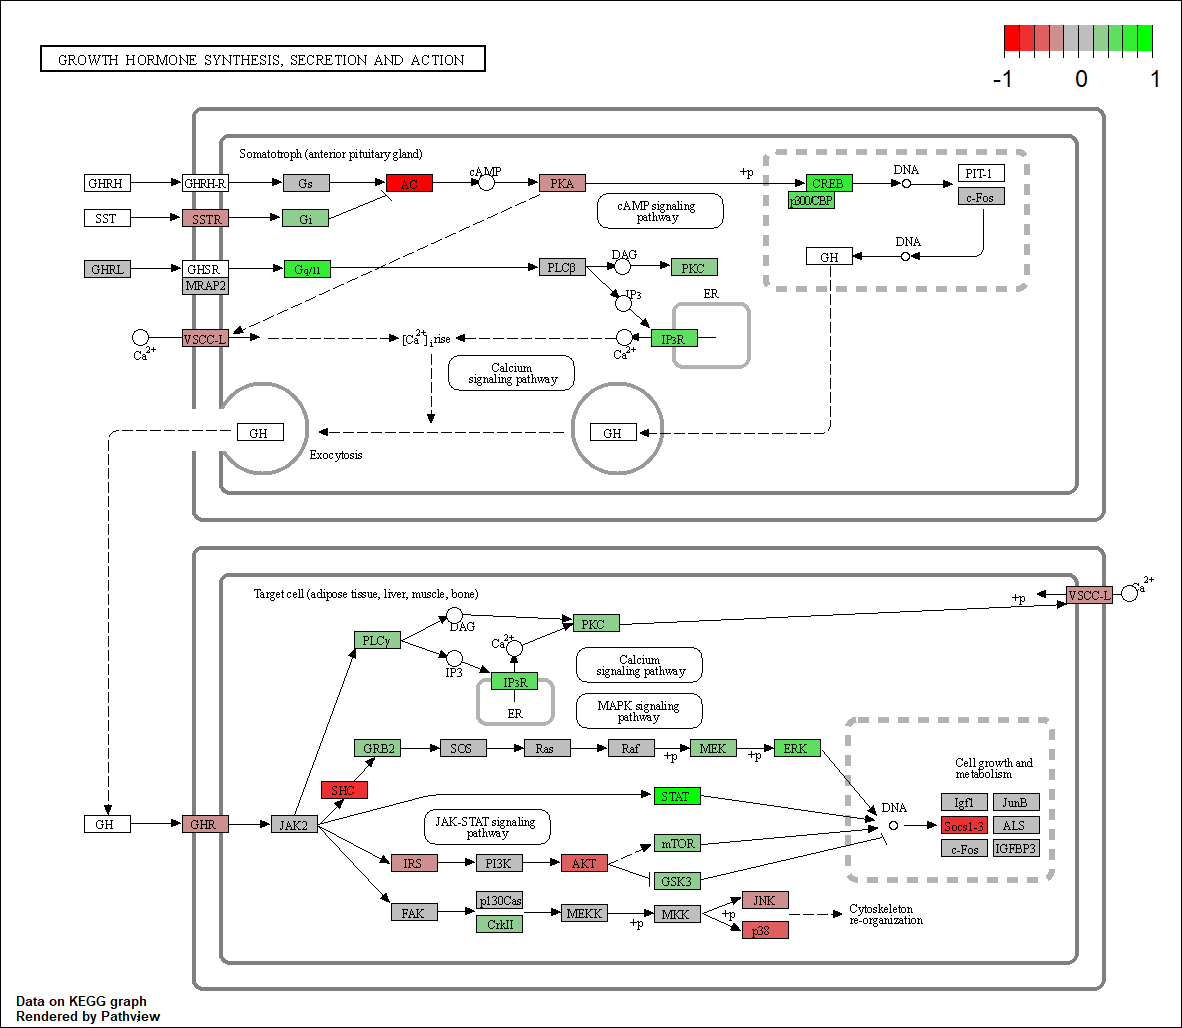 GROWTH HORMONE SYNTHESIS, SECRETION AND ACTION
-1 0 1
Somatotroph (anterior pituitary gland)
GHRH
GHRH-R
Gs
AC
cAMP
PKA
+p
CREB
p300/CBP
DNA
PIT-1
c-Fos
SST
SSTR
Gi
cAMP signaling
pathway
GHRL
GHSR
MRAP2
Gq/11
PLCβ
DAG
PKC
IP3
DNA
GH
ER
Ca2+
VSCC-L
[Ca2+]i rise
Ca2+
IP3R
Calcium
signaling pathway
GH
Exocytosis
GH
Target cell (adipose tissue, liver, muscle, bone)
+p
VSCC-L
Ca2+
PLCγ
DAG
IP3
Ca2+
PKC
IP3R
ER
Calcium
signaling pathway
MAPK signaling
pathway
GRB2
SOS
Ras
Raf
+p
MEK
+p
ERK
SHC
STAT
GH
GHR
JAK2
JAK-STAT signaling
pathway
DNA
Cell growth and
metabolism
Igf1
JunB
Socs1-3
ALS
c-Fos
IGFBP3
mTOR
IRS
PI3K
AKT
GSK3
FAK
p130Cas
CrkII
MEKK
+p
MKK
+p
JNK
p38
Cytoskeleton
re-organization
Data on KEGG graph
Rendered by Pathview